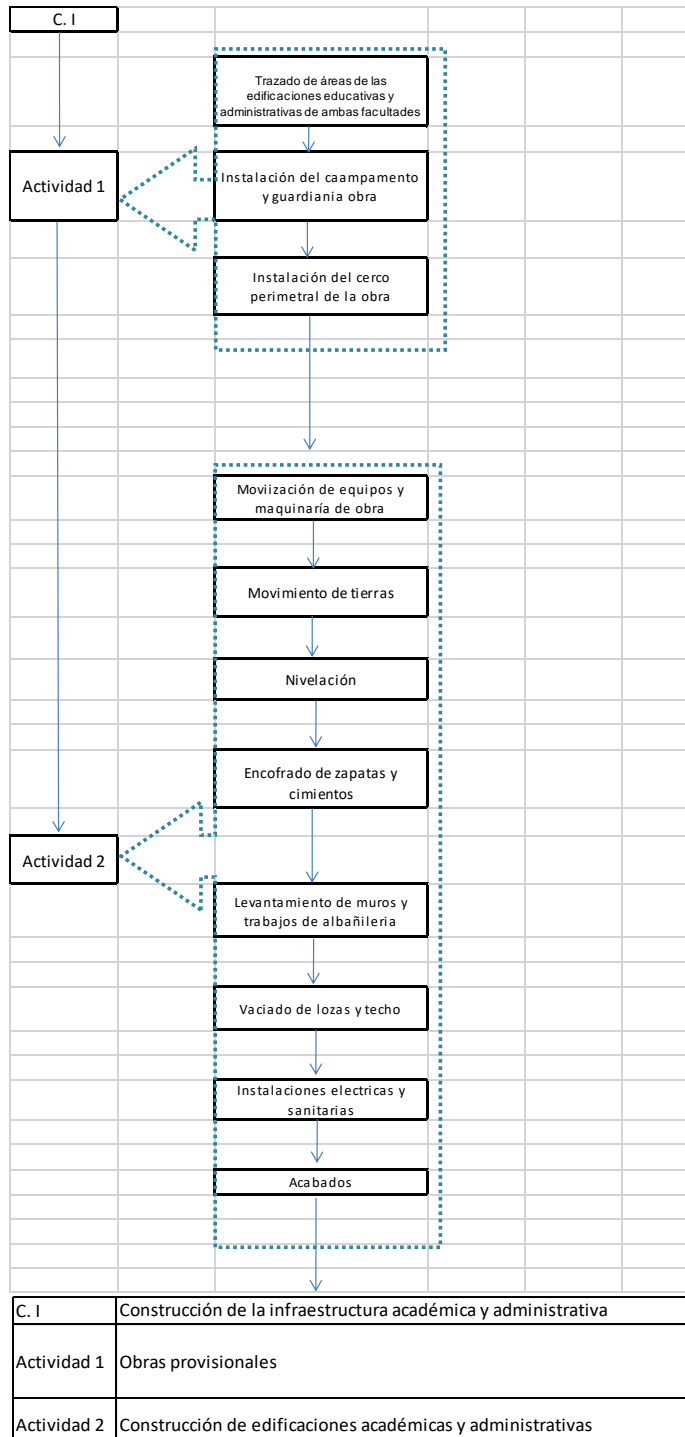 C. I
Trazado de áreas de las
edificaciones educativas y
administrativas de ambas facultades
Actividad 1
Instalación del caampamento
y guardiania obra
Instalación del cerco
perimetral de la obra
Moviización de equipos y
maquinaría de obra
Movimiento de tierras
Nivelación
Encofrado de zapatas y
cimientos
Actividad 2
Levantamiento de muros y
trabajos de albañileria
Vaciado de lozas y techo
Instalaciones electricas y
sanitarias
Acabados
C. I Construcción de la infraestructura académica y administrativa
Actividad 1 Obras provisionales
Actividad 2 Construcción de edificaciones académicas y administrativas